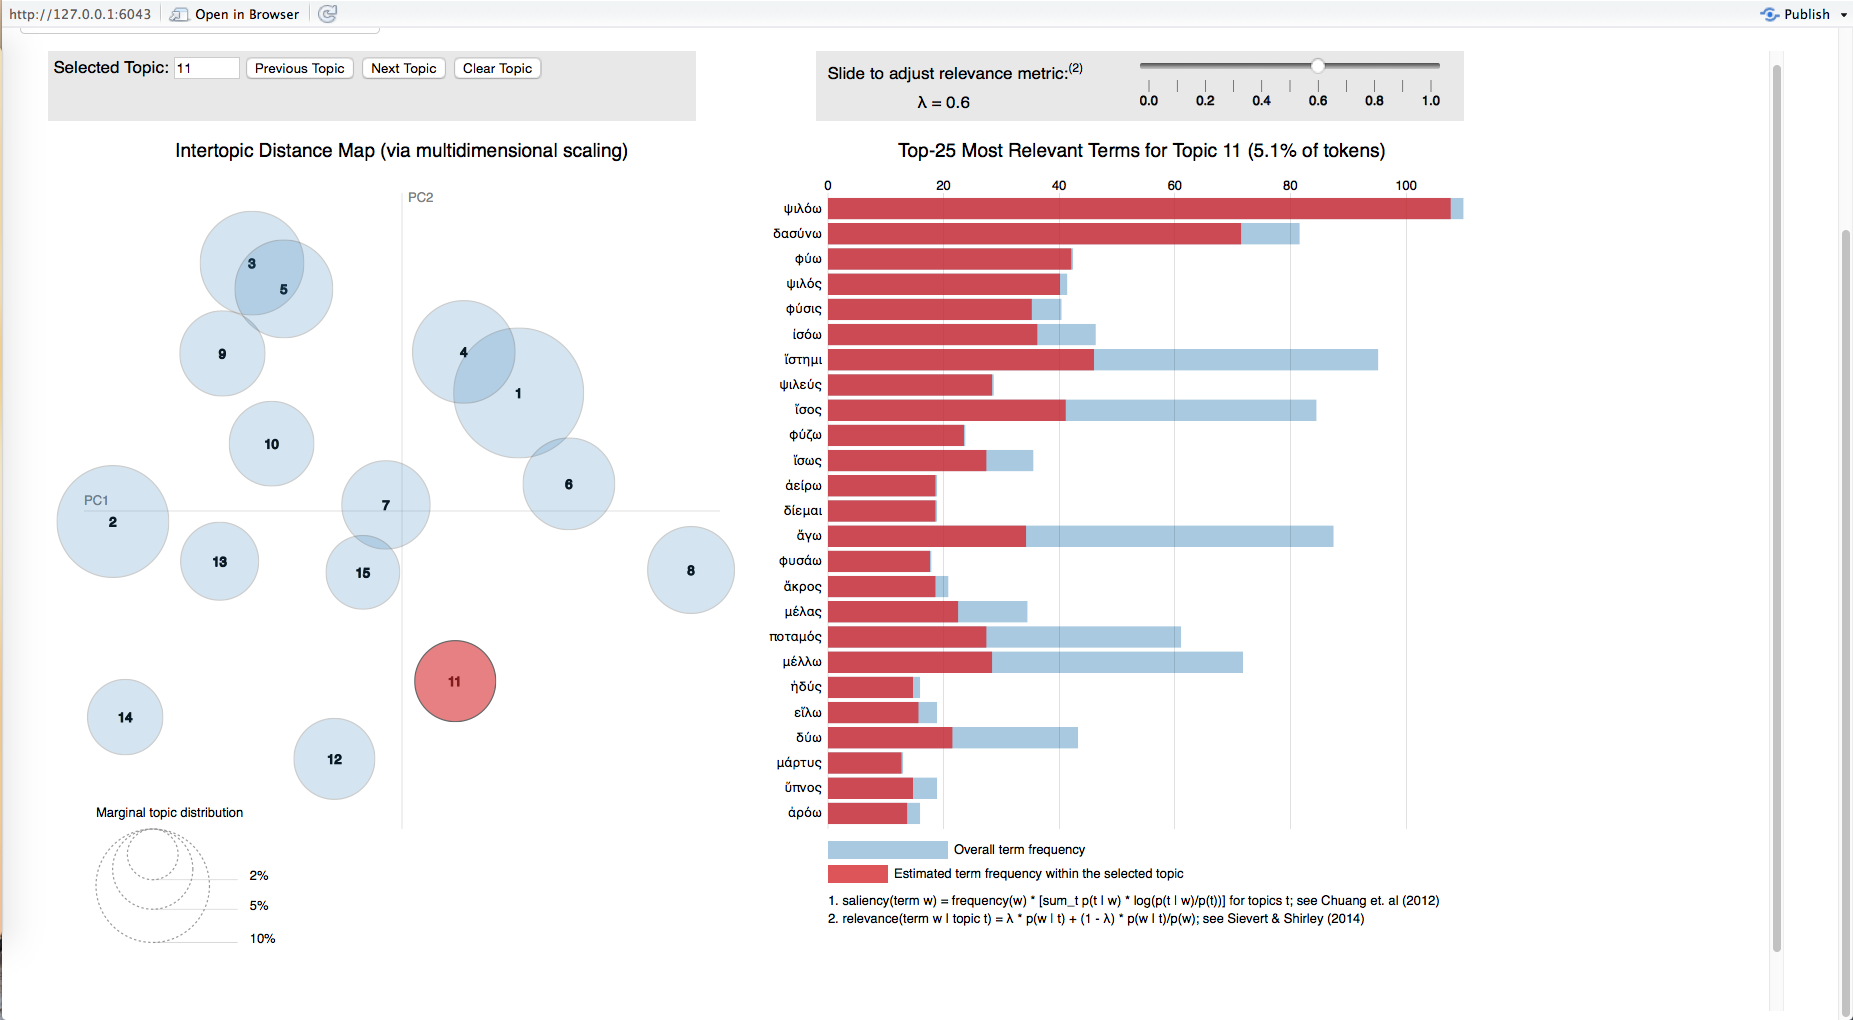 http://127.0.0.1:6043 Open in Browser Publish
Selected Topic: 11 Previous Topic Next Topic Clear Topic
Slide to adjust relevance metric:(2)
λ = 0.6
0.0 0.2 0.4 0.6 0.8 1.0
Intertopic Distance Map (via multidimensional scaling)
PC2
3
5
9
4
1
10
6
7
PC1
2
13
15
8
11
14
12
Marginal topic distribution
2%
5%
10%
Top-25 Most Relevant Terms for Topic 11 (5.1% of tokens)
0 20 40 60 80 100
ψιλόω
δασύνω
φύω
ψιλός
φύσις
ἰσόω
ἵστημι
ψιλεύς
ἴσος
φύζω
ἴσως
ἀείρω
δίεμαι
ἄγω
φυσάω
ἄκρος
μέλας
ποταμός
μέλλω
ἡδύς
εἴλω
δύω
μάρτυς
ὕπνος
ἀρόω
Overall term frequency
Estimated term frequency within the selected topic
1. saliency(term w) = frequency(w) * [sum_t p(t | w) * log(p(t | w)/p(t))] for topics t; see Chuang et. al (2012)
2. relevance(term w | topic t) = λ * p(w | t) + (1 - λ) * p(w | t)/p(w); see Sievert & Shirley (2014)